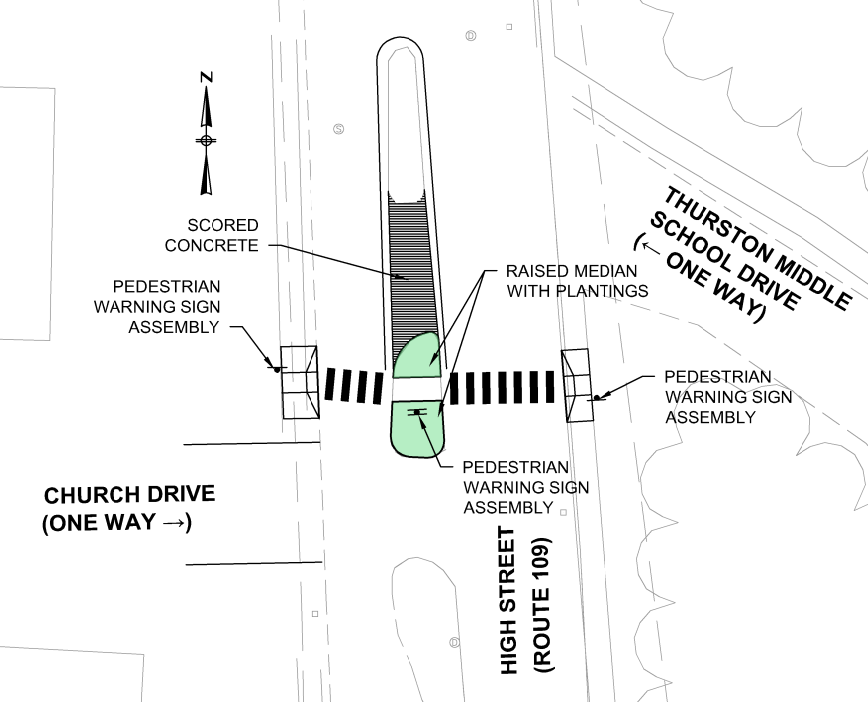 N
SCORED
CONCRETE
PEDESTRIAN
WARNING SIGN
ASSEMBLY
RAISED MEDIAN
WITH PLANTINGS
THURSTON MIDDLE
SCHOOL DRIVE
(← ONE WAY)
PEDESTRIAN
WARNING SIGN
ASSEMBLY
PEDESTRIAN
WARNING SIGN
ASSEMBLY
CHURCH DRIVE
(ONE WAY →)
HIGH STREET
(ROUTE 109)
D
S
D